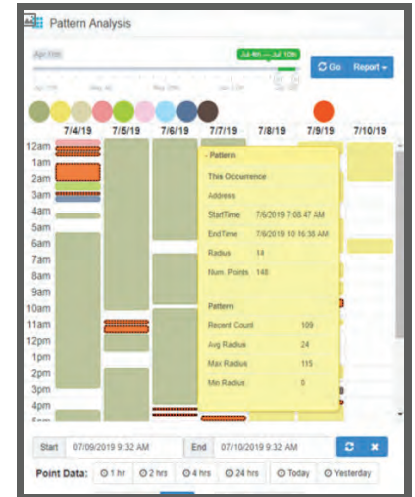 Pattern Analysis
Apr 11th
Jul 4th — Jul 10th
Go
Report
7/4/19 7/5/19 7/6/19 7/7/19 7/8/19 7/9/19 7/10/19
12am
1am
2am
3am
4am
5am
6am
7am
8am
9am
10am
11am
12pm
1pm
2pm
3pm
4pm
5pm
- Pattern
This Occurrence
Address
StartTime 7/6/2019 7:08:47 AM
EndTime 7/6/2019 10:16:38 AM
Radius 14
Num. Points 148
Pattern
Recent Count 109
Avg Radius 24
Max Radius 115
Min Radius 0
Start 07/09/2019 9:32 AM End 07/10/2019 9:32 AM
Point Data: 1 hr 2 hrs 4 hrs 24 hrs Today Yesterday